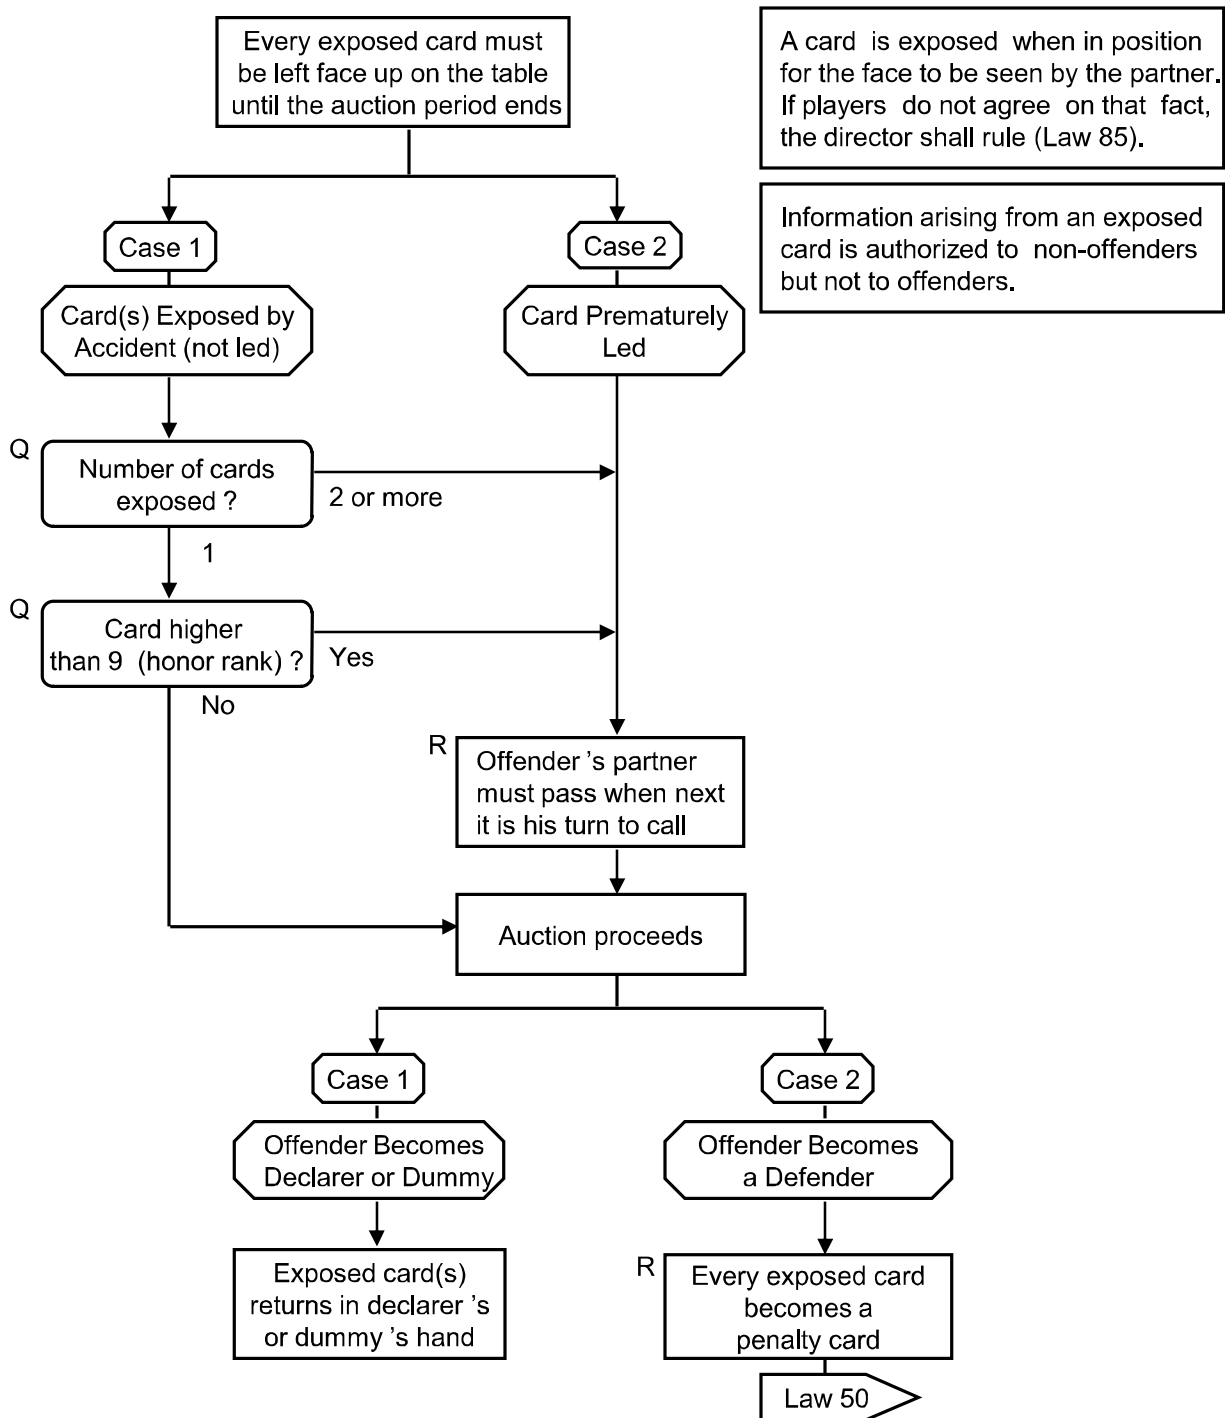 Every exposed card must
be left face up on the table
until the auction period ends
A card is exposed when in position
for the face to be seen by the partner.
If players do not agree on that fact,
the director shall rule (Law 85).
Information arising from an exposed
card is authorized to non-offenders
but not to offenders.
Case 1
Case 2
Card(s) Exposed by
Accident (not led)
Card Prematurely
Led
Q
Number of cards
exposed ?
2 or more
1
Q
Card higher
than 9 (honor rank) ?
Yes
No
R
Offender 's partner
must pass when next
it is his turn to call
Auction proceeds
Case 1
Case 2
Offender Becomes
Declarer or Dummy
Offender Becomes
a Defender
Exposed card(s)
returns in declarer 's
or dummy 's hand
R
Every exposed card
becomes a
penalty card
Law 50